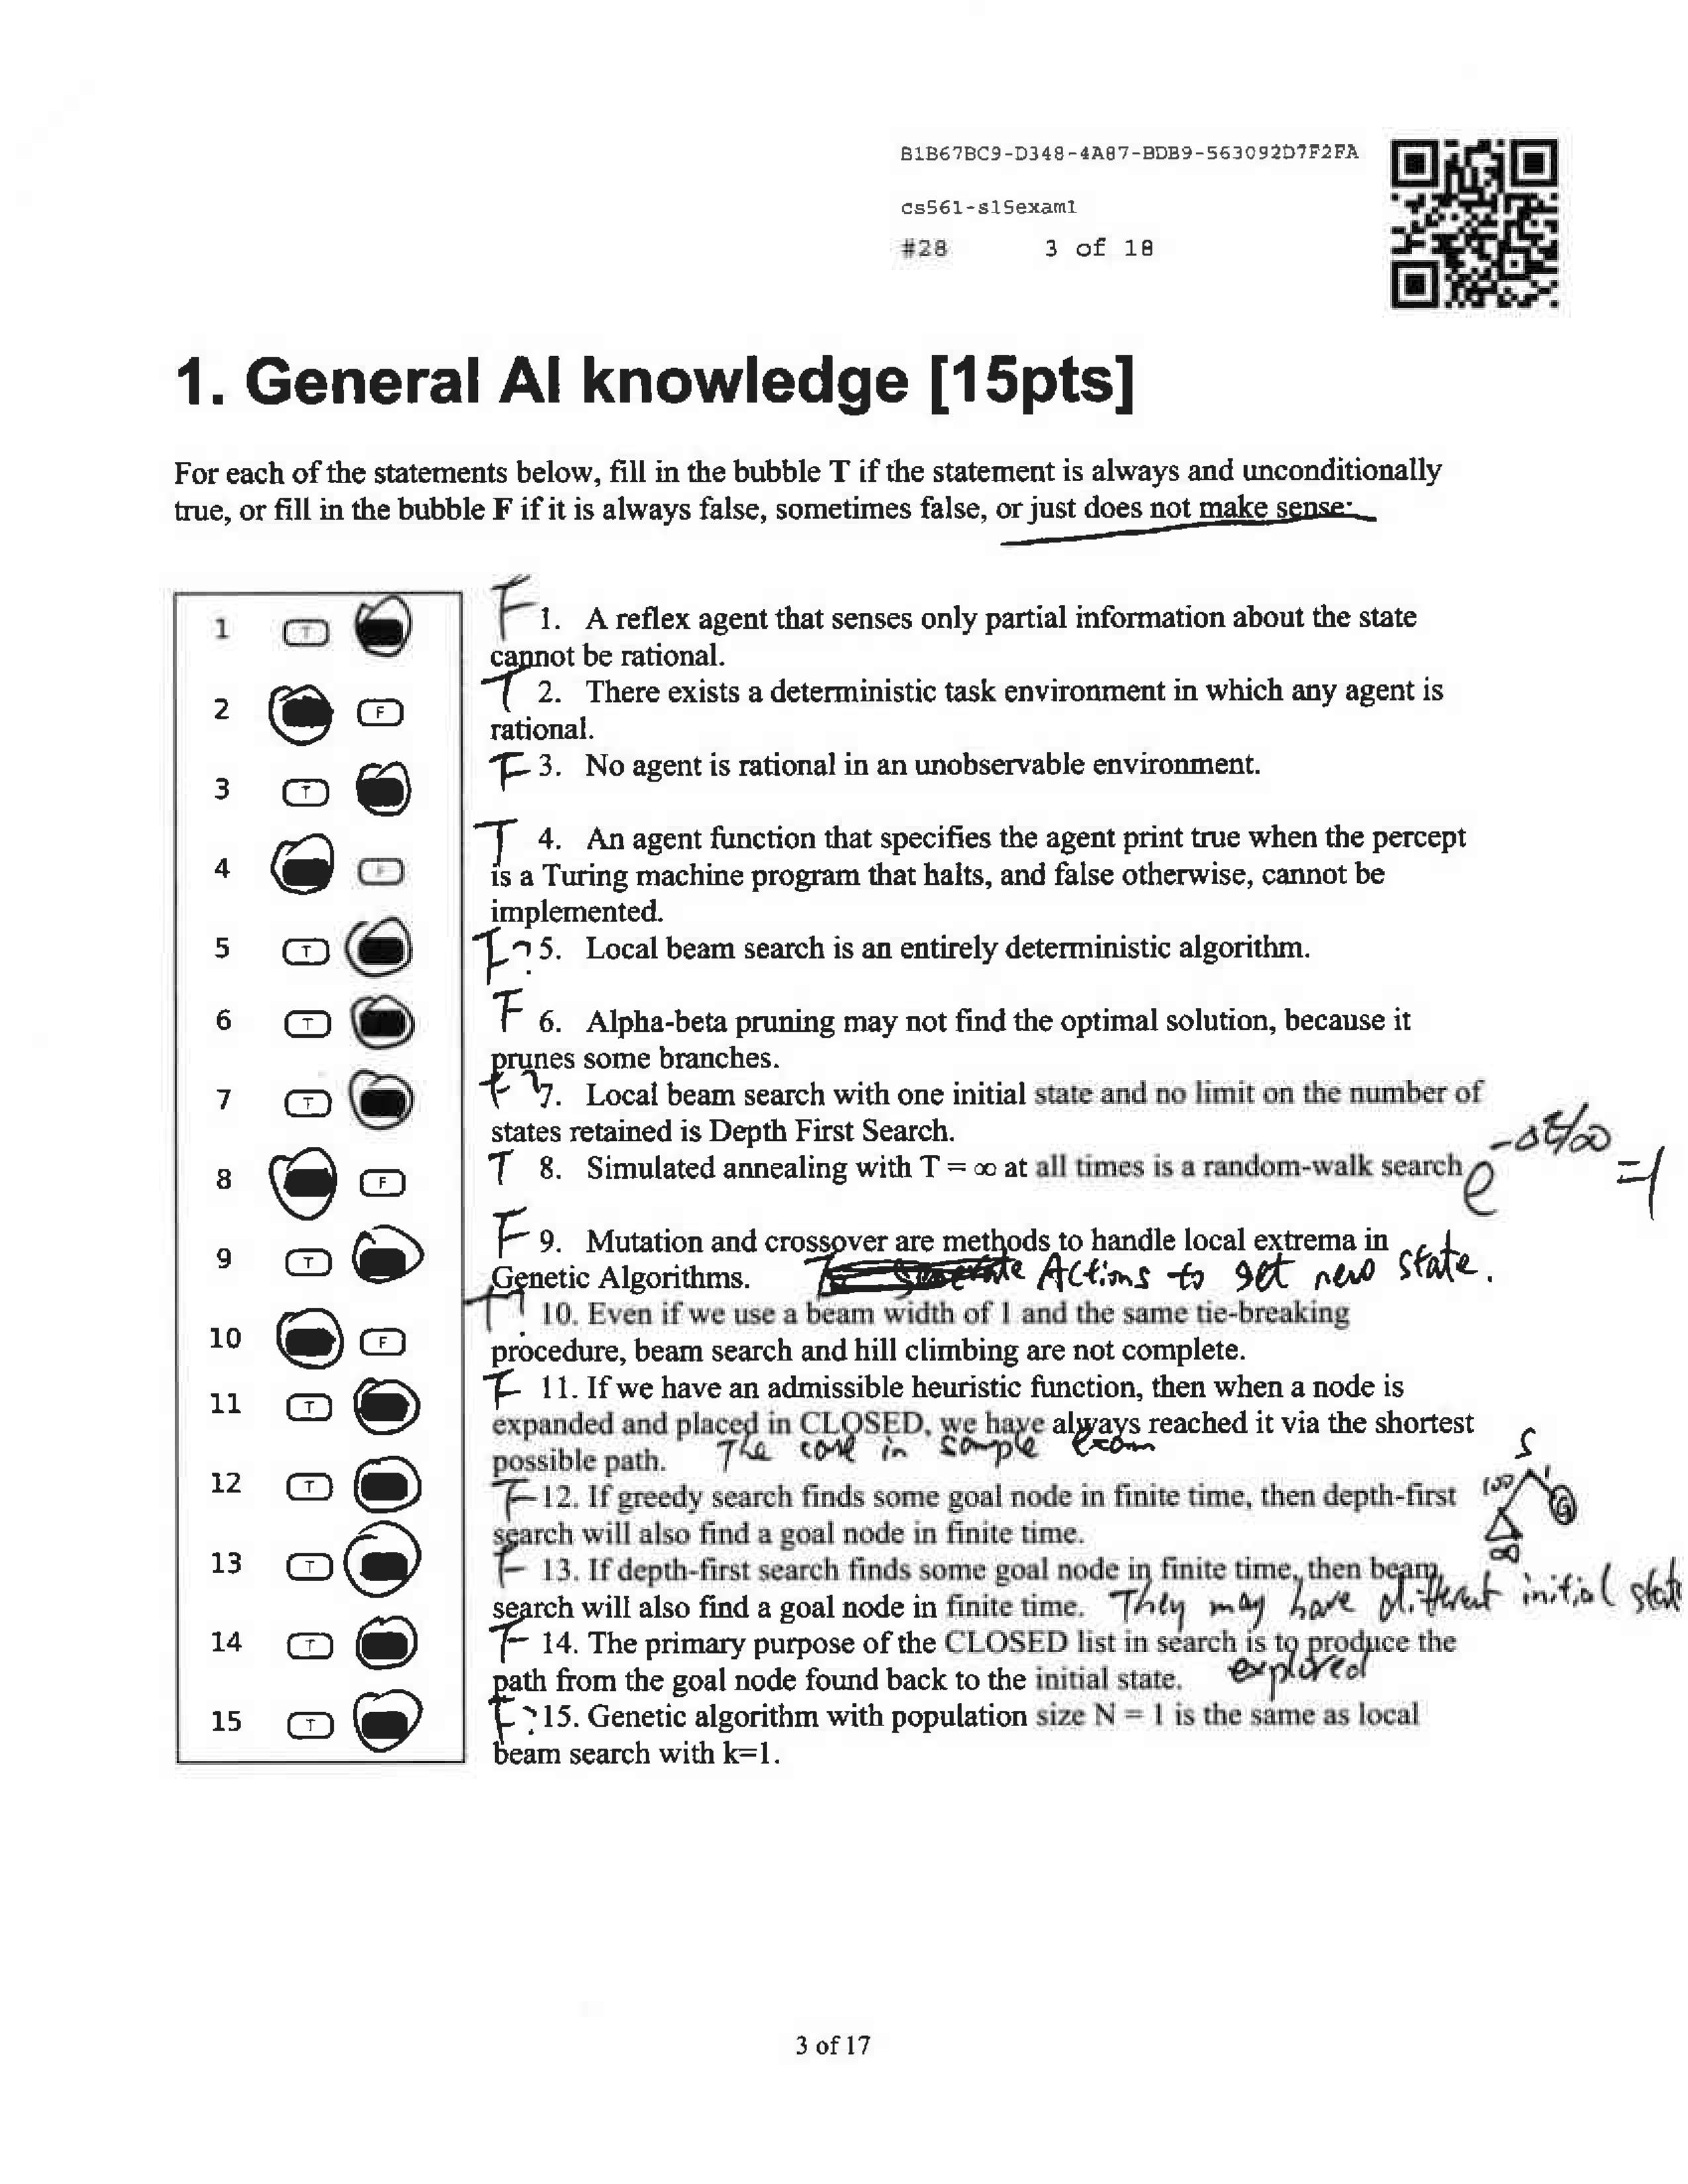 B1B67BC9-D348-4A87-BDB9-563092D7F2FA
cs561-s15exam1
#28 3 of 18
1. General AI knowledge [15pts]
For each of the statements below, fill in the bubble T if the statement is always and unconditionally
true, or fill in the bubble F if it is always false, sometimes false, or just does not make sense:
1 T
2 F
3 T
4 F
5 T
6 T
7 T
8 F
9 T
10 F
11 T
12 T
13 T
14 T
15 T
F 1. A reflex agent that senses only partial information about the state
cannot be rational.
T 2. There exists a deterministic task environment in which any agent is
rational.
F 3. No agent is rational in an unobservable environment.
T 4. An agent function that specifies the agent print true when the percept
is a Turing machine program that halts, and false otherwise, cannot be
implemented.
F? 5. Local beam search is an entirely deterministic algorithm.
F 6. Alpha-beta pruning may not find the optimal solution, because it
prunes some branches.
7. Local beam search with one initial state and no limit on the number of
states retained is Depth First Search.
T 8. Simulated annealing with T = ∞ at all times is a random-walk search
=1
F 9. Mutation and crossover are methods to handle local extrema in
Genetic Algorithms. Actions to get new state.
T? 10. Even if we use a beam width of 1 and the same tie-breaking
procedure, beam search and hill climbing are not complete.
F 11. If we have an admissible heuristic function, then when a node is
expanded and placed in CLOSED, we have always reached it via the shortest
possible path. The case in sample exam
F 12. If greedy search finds some goal node in finite time, then depth-first
search will also find a goal node in finite time.
S
100 1
G
∞
F 13. If depth-first search finds some goal node in finite time, then beam
search will also find a goal node in finite time. They may have different initial state
F 14. The primary purpose of the CLOSED list in search is to produce the
path from the goal node found back to the initial state. explored
F? 15. Genetic algorithm with population size N = 1 is the same as local
beam search with k=1.
3 of 17